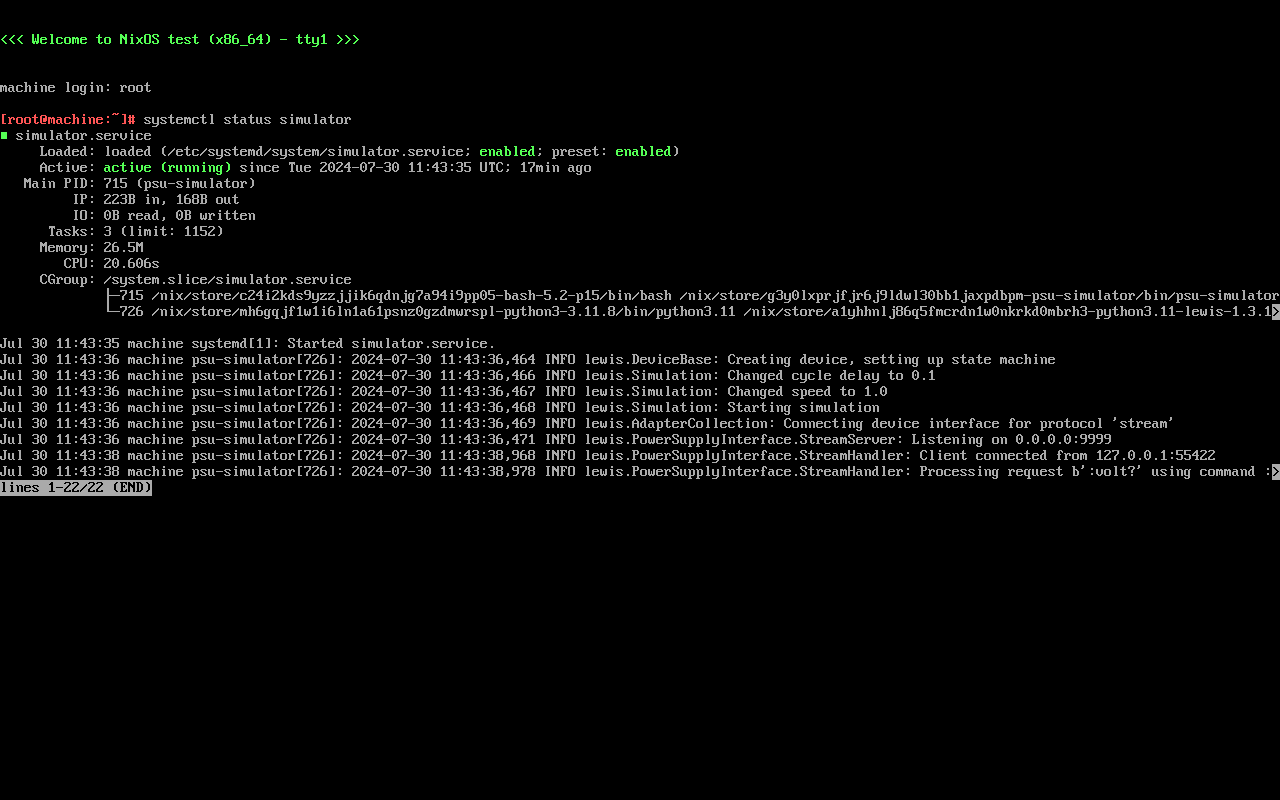 <<< Welcome to NixOS test (x86_64) - tty1 >>>
machine login: root
[root@machine:~]# systemctl status simulator
■ simulator.service
     Loaded: loaded (/etc/systemd/system/simulator.service; enabled; preset: enabled)
     Active: active (running) since Tue 2024-07-30 11:43:35 UTC; 17min ago
   Main PID: 715 (psu-simulator)
         IP: 223B in, 168B out
         IO: 0B read, 0B written
      Tasks: 3 (limit: 1152)
     Memory: 26.5M
        CPU: 20.606s
     CGroup: /system.slice/simulator.service
             ├─715 /nix/store/c24i2kds9yzzjjik6qdnjg7a94i9pp05-bash-5.2-p15/bin/bash /nix/store/g3y0lxprjfjr6j9ldwl30bb1jaxpdbpm-psu-simulator/bin/psu-simulator
             └─726 /nix/store/mh6gqjf1w1i6ln1a61psnz0gzdmwrspl-python3-3.11.8/bin/python3.11 /nix/store/a1yhhnlj86q5fmcrdn1w0nkrkd0mbrh3-python3.11-lewis-1.3.1>
Jul 30 11:43:35 machine systemd[1]: Started simulator.service.
Jul 30 11:43:36 machine psu-simulator[726]: 2024-07-30 11:43:36,464 INFO lewis.DeviceBase: Creating device, setting up state machine
Jul 30 11:43:36 machine psu-simulator[726]: 2024-07-30 11:43:36,466 INFO lewis.Simulation: Changed cycle delay to 0.1
Jul 30 11:43:36 machine psu-simulator[726]: 2024-07-30 11:43:36,467 INFO lewis.Simulation: Changed speed to 1.0
Jul 30 11:43:36 machine psu-simulator[726]: 2024-07-30 11:43:36,468 INFO lewis.Simulation: Starting simulation
Jul 30 11:43:36 machine psu-simulator[726]: 2024-07-30 11:43:36,469 INFO lewis.AdapterCollection: Connecting device interface for protocol 'stream'
Jul 30 11:43:36 machine psu-simulator[726]: 2024-07-30 11:43:36,471 INFO lewis.PowerSupplyInterface.StreamServer: Listening on 0.0.0.0:9999
Jul 30 11:43:38 machine psu-simulator[726]: 2024-07-30 11:43:38,968 INFO lewis.PowerSupplyInterface.StreamHandler: Client connected from 127.0.0.1:55422
Jul 30 11:43:38 machine psu-simulator[726]: 2024-07-30 11:43:38,978 INFO lewis.PowerSupplyInterface.StreamHandler: Processing request b':volt?' using command :>
lines 1-22/22 (END)